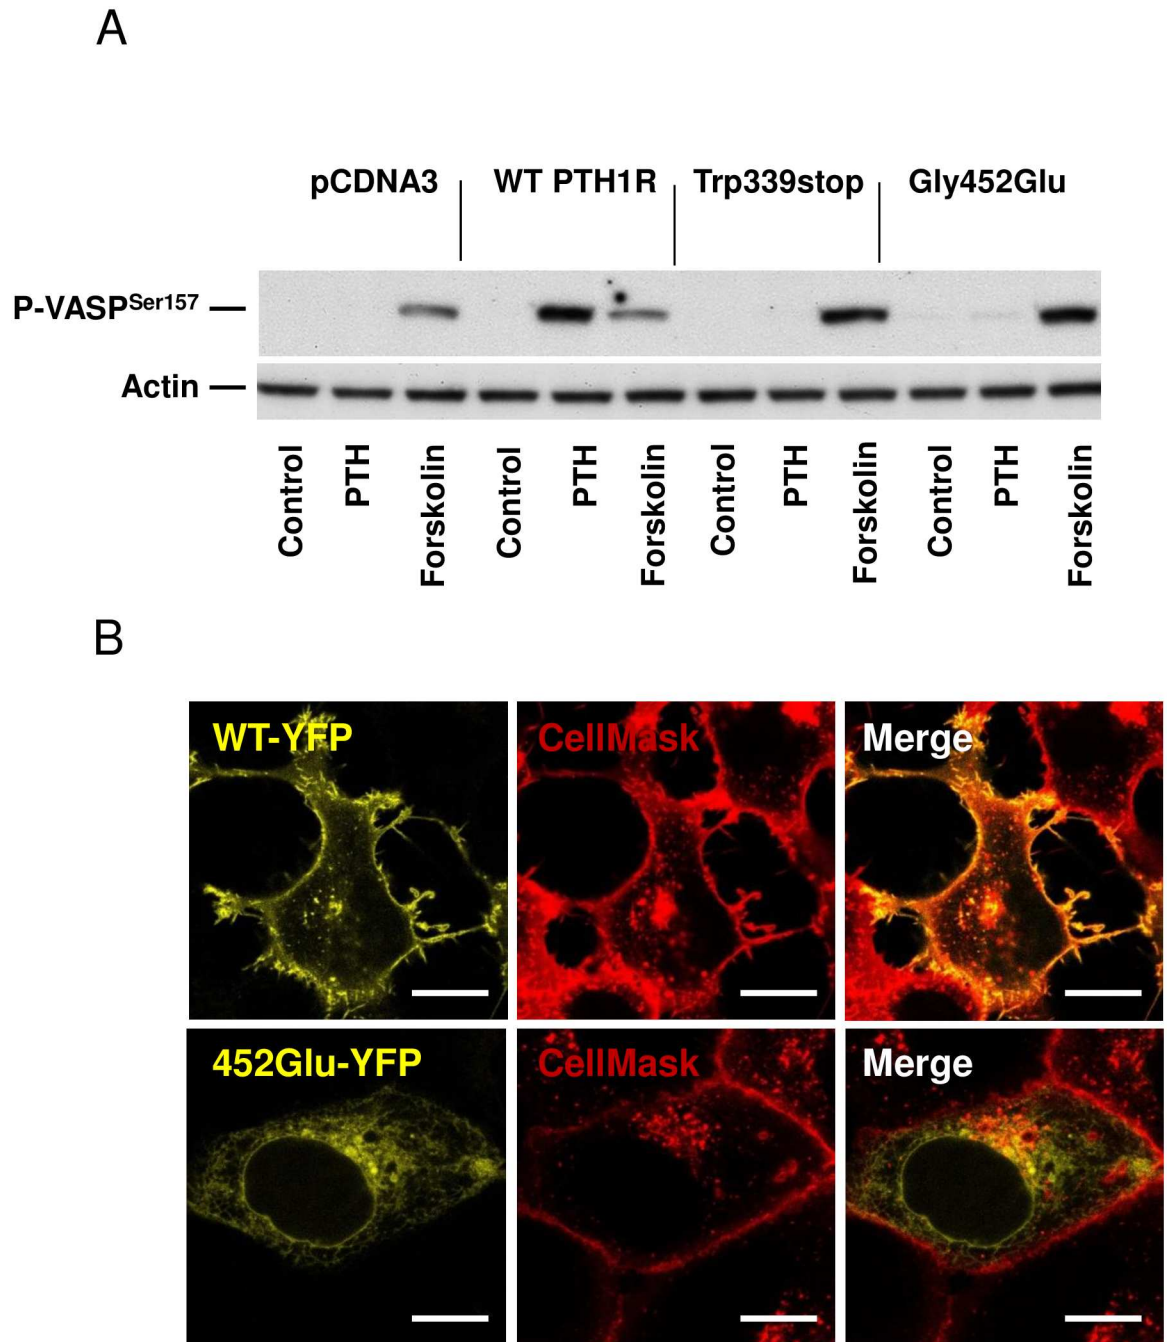 A
pCDNA3 WT PTH1R Trp339stop Gly452Glu
P-VASPSer157
Actin
Control PTH Forskolin Control PTH Forskolin Control PTH Forskolin Control PTH Forskolin
B
WT-YFP CellMask Merge
452Glu-YFP CellMask Merge